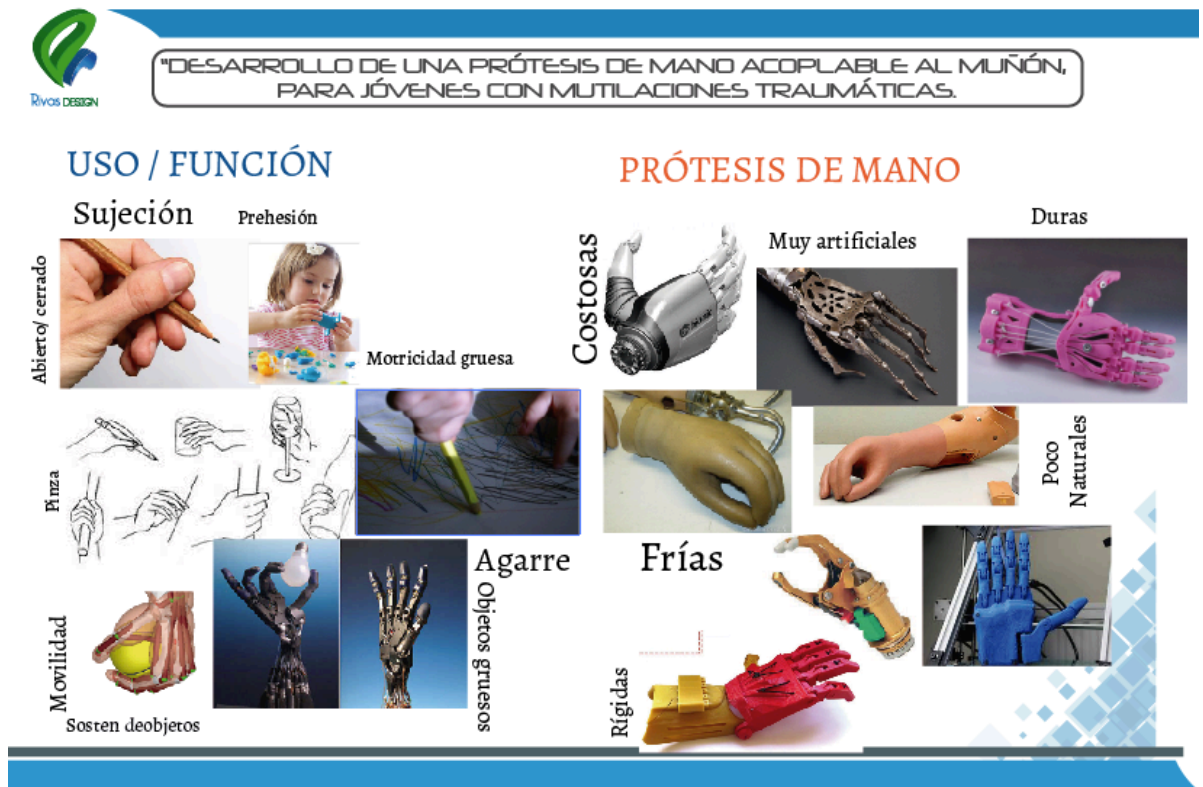 Rivas DESIGN
"DESARROLLO DE UNA PRÓTESIS DE MANO ACOPLABLE AL MUÑÓN,
PARA JÓVENES CON MUTILACIONES TRAUMÁTICAS.
USO / FUNCIÓN
Sujeción
Prehesión
Abierto/ cerrado
Motricidad gruesa
Pinza
Agarre
Objetos gruesos
Movilidad
Sosten deobjetos
PRÓTESIS DE MANO
Costosas
Muy artificiales
Duras
Poco
Naturales
Frías
Rígidas